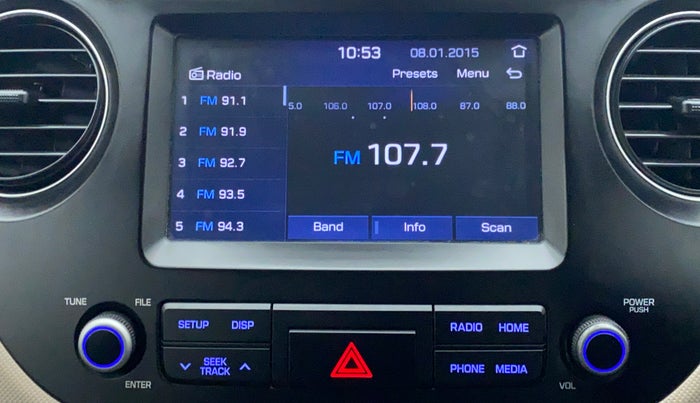 10:53 08.01.2015
Radio Presets Menu
1 FM 91.1
5.0 106.0 107.0 108.0 87.0 88.0
2 FM 91.9
3 FM 92.7
FM 107.7
4 FM 93.5
5 FM 94.3
Band Info Scan
TUNE FILE
POWER
PUSH
SETUP DISP
RADIO HOME
SEEK
TRACK
PHONE MEDIA
ENTER
VOL